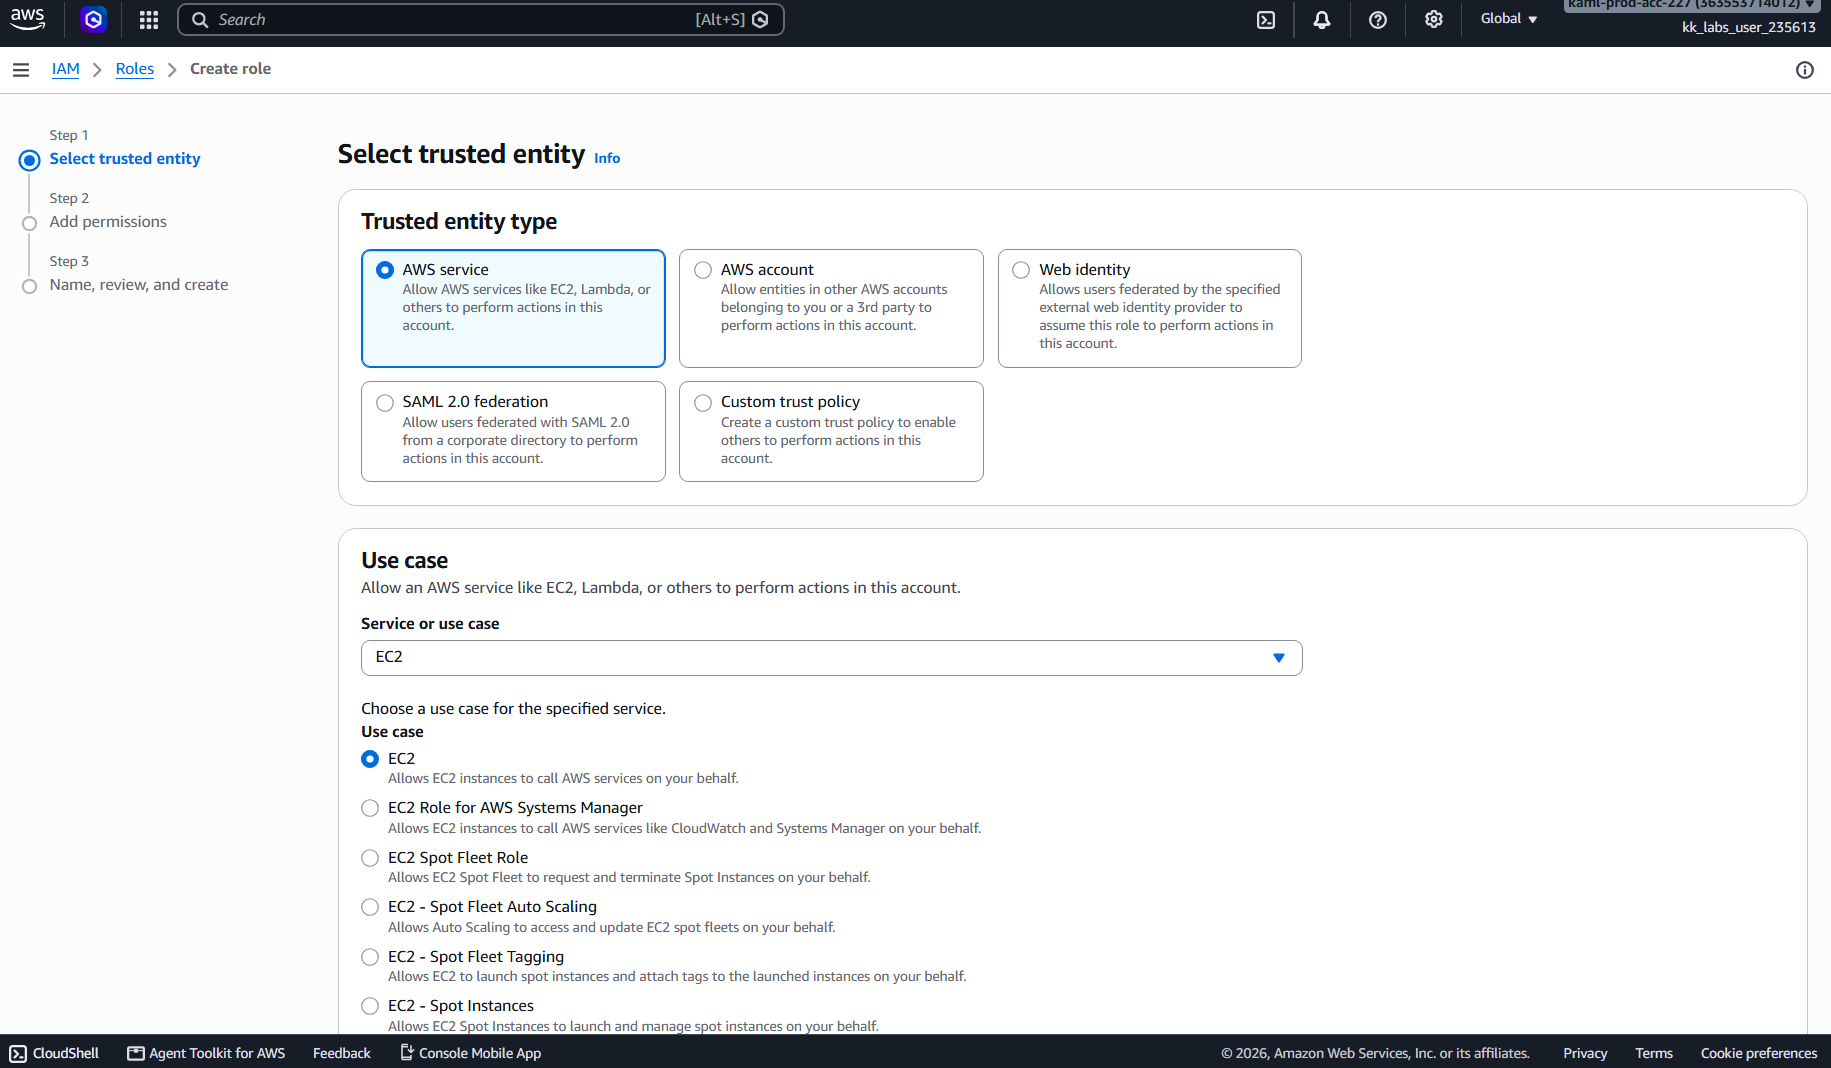 aws
Search
[Alt+S]
Global
kaml-prod-acc-227 (363553714012)
kk_labs_user_235613
IAM
Roles
Create role
Step 1
Select trusted entity
Step 2
Add permissions
Step 3
Name, review, and create
Select trusted entity Info
Trusted entity type
AWS service
Allow AWS services like EC2, Lambda, or
others to perform actions in this
account.
AWS account
Allow entities in other AWS accounts
belonging to you or a 3rd party to
perform actions in this account.
Web identity
Allows users federated by the specified
external web identity provider to
assume this role to perform actions in
this account.
SAML 2.0 federation
Allow users federated with SAML 2.0
from a corporate directory to perform
actions in this account.
Custom trust policy
Create a custom trust policy to enable
others to perform actions in this
account.
Use case
Allow an AWS service like EC2, Lambda, or others to perform actions in this account.
Service or use case
EC2
Choose a use case for the specified service.
Use case
EC2
Allows EC2 instances to call AWS services on your behalf.
EC2 Role for AWS Systems Manager
Allows EC2 instances to call AWS services like CloudWatch and Systems Manager on your behalf.
EC2 Spot Fleet Role
Allows EC2 Spot Fleet to request and terminate Spot Instances on your behalf.
EC2 - Spot Fleet Auto Scaling
Allows Auto Scaling to access and update EC2 spot fleets on your behalf.
EC2 - Spot Fleet Tagging
Allows EC2 to launch spot instances and attach tags to the launched instances on your behalf.
EC2 - Spot Instances
Allows EC2 Spot Instances to launch and manage spot instances on your behalf.
CloudShell
Agent Toolkit for AWS
Feedback
Console Mobile App
© 2026, Amazon Web Services, Inc. or its affiliates.
Privacy
Terms
Cookie preferences